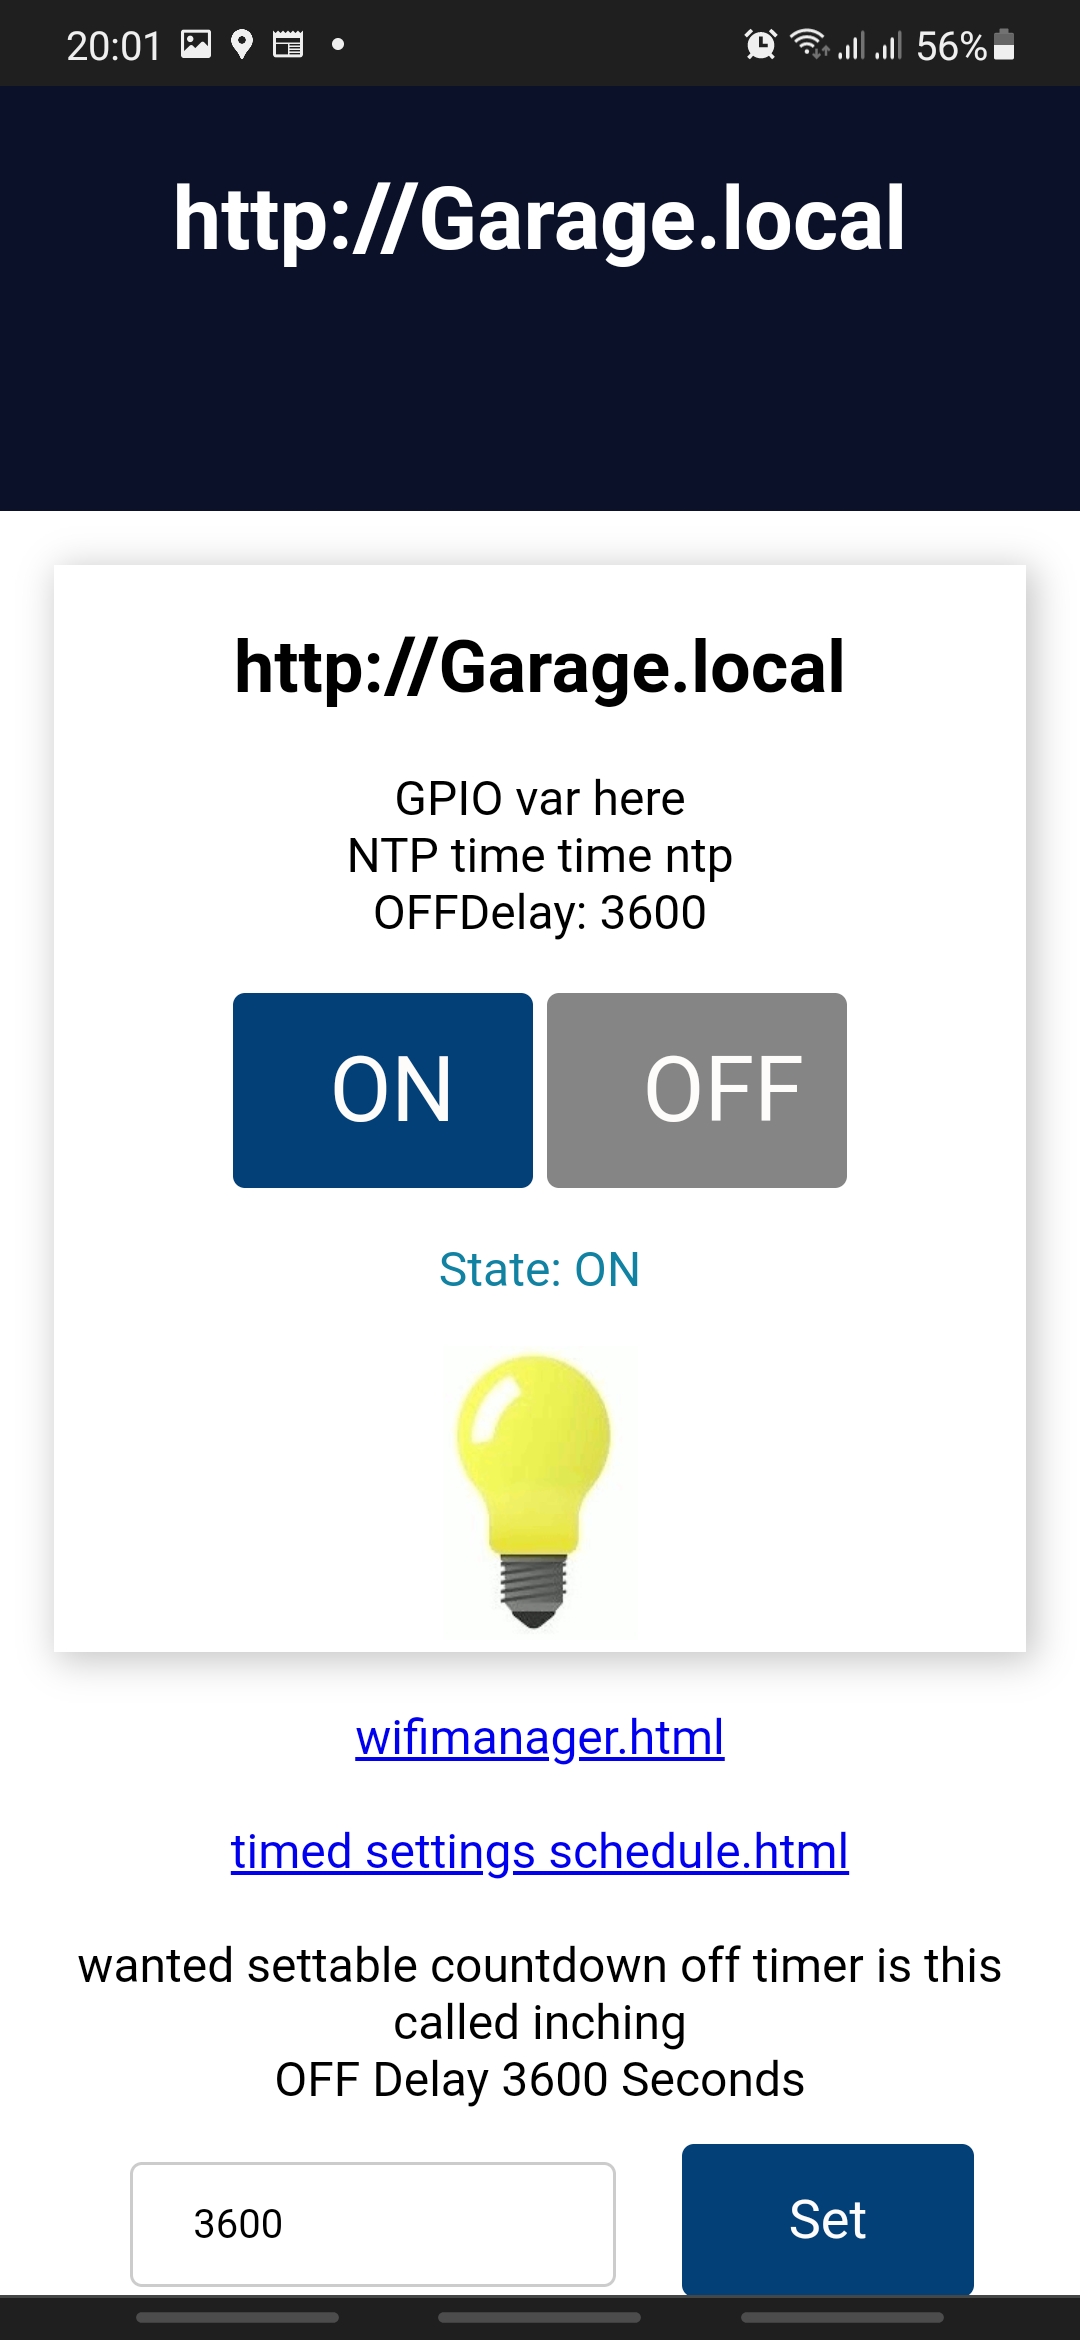 20:01
56%
http://Garage.local
http://Garage.local
GPIO var here
NTP time time ntp
OFFDelay: 3600
ON
OFF
State: ON
wifimanager.html
timed settings schedule.html
wanted settable countdown off timer is this
called inching
OFF Delay 3600 Seconds
3600
Set